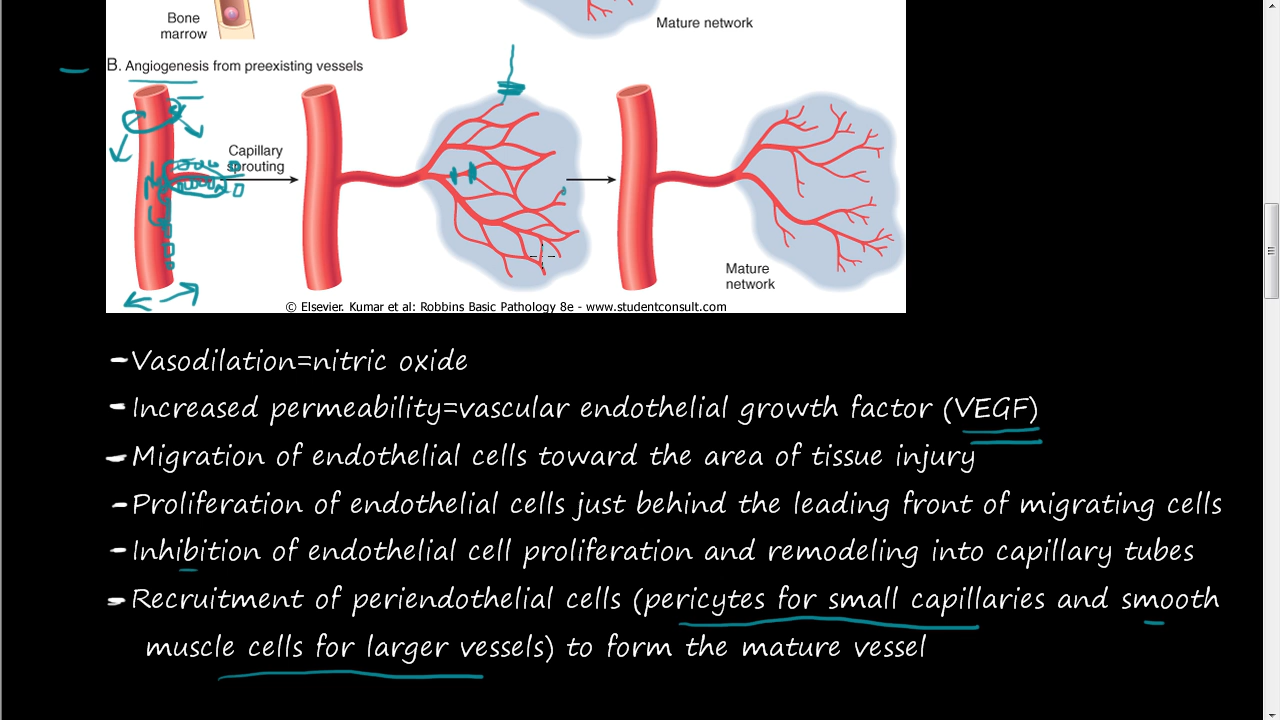 Bone
marrow
Mature network
B. Angiogenesis from preexisting vessels
Capillary
sprouting
Mature
network
© Elsevier. Kumar et al: Robbins Basic Pathology 8e - www.studentconsult.com
-Vasodilation=nitric oxide
-Increased permeability=vascular endothelial growth factor (VEGF)
-Migration of endothelial cells toward the area of tissue injury
-Proliferation of endothelial cells just behind the leading front of migrating cells
-Inhibition of endothelial cell proliferation and remodeling into capillary tubes
-Recruitment of periendothelial cells (pericytes for small capillaries and smooth
muscle cells for larger vessels) to form the mature vessel